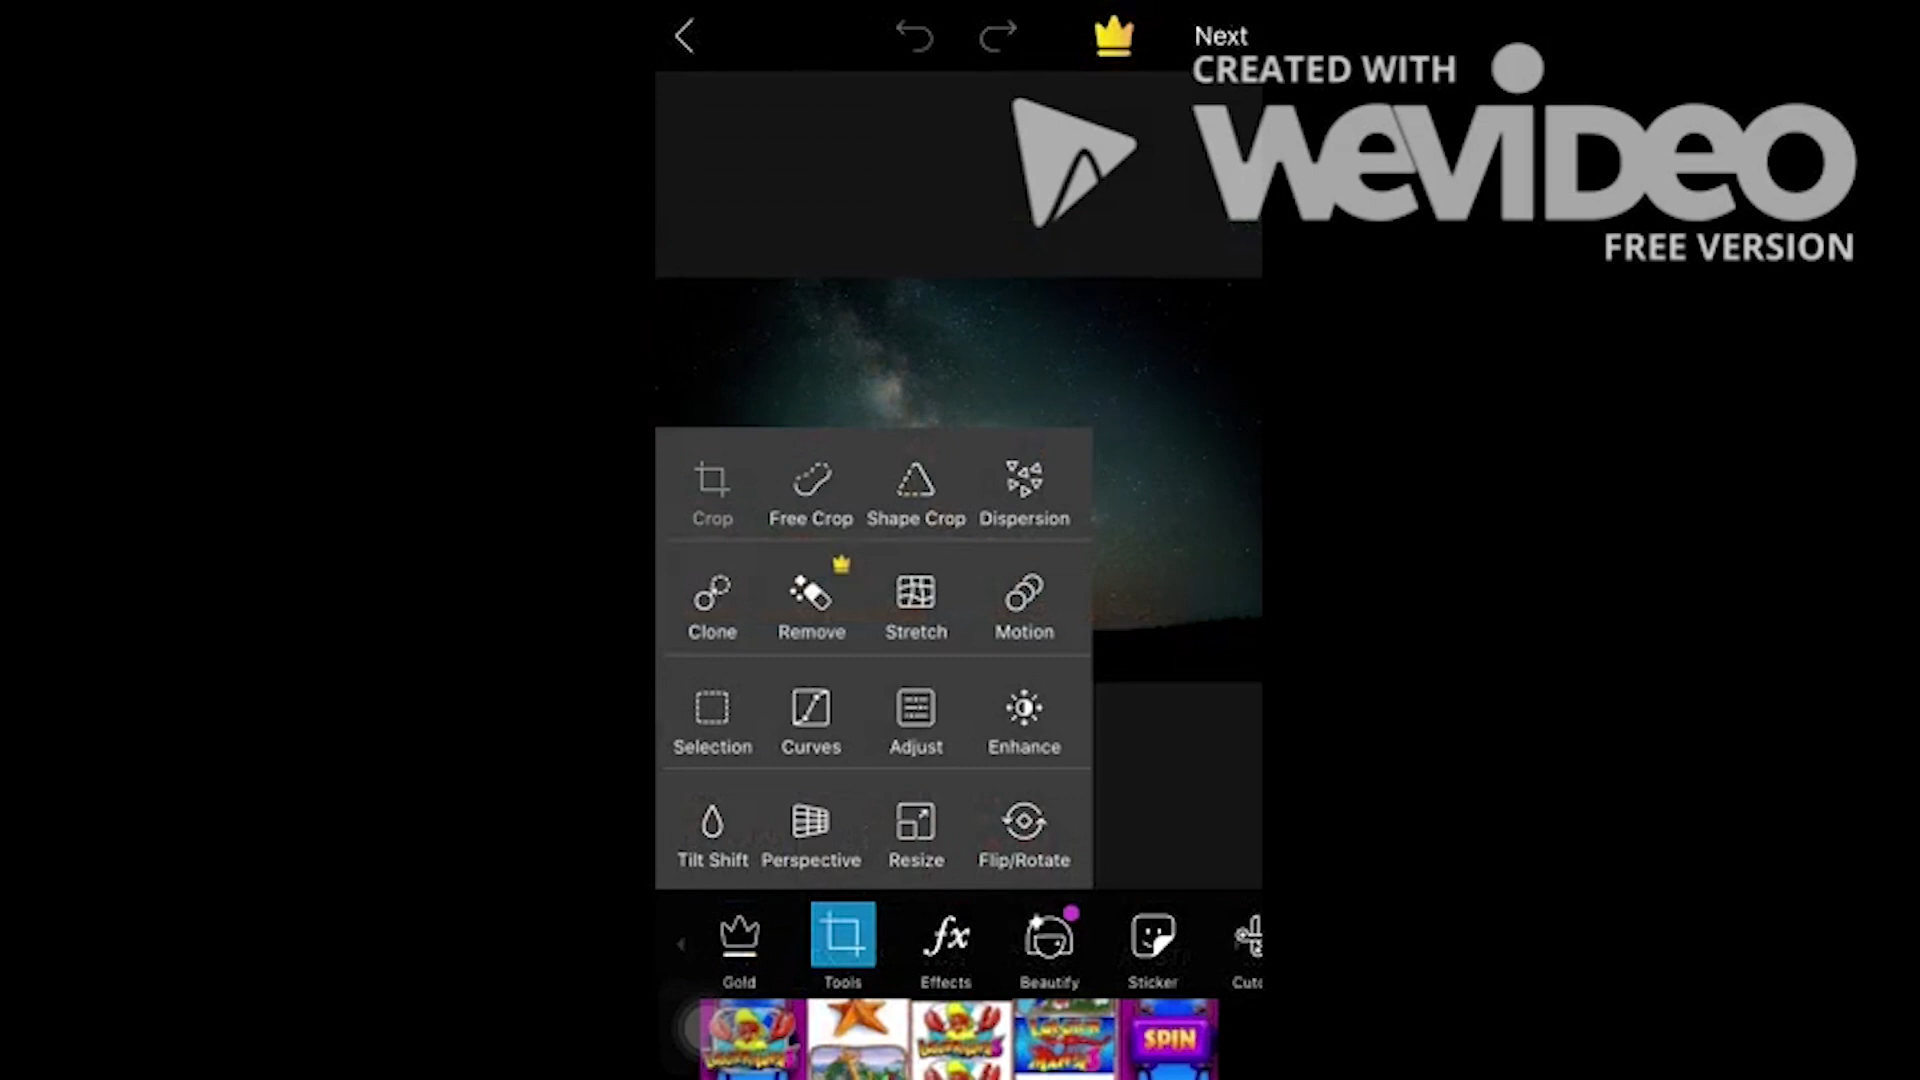 Next
CREATED WITH
WEVIDEO
FREE VERSION
Crop Free Crop Shape Crop Dispersion
Clone Remove Stretch Motion
Selection Curves Adjust Enhance
Tilt Shift Perspective Resize Flip/Rotate
Gold Tools Effects Beautify Sticker
SPIN